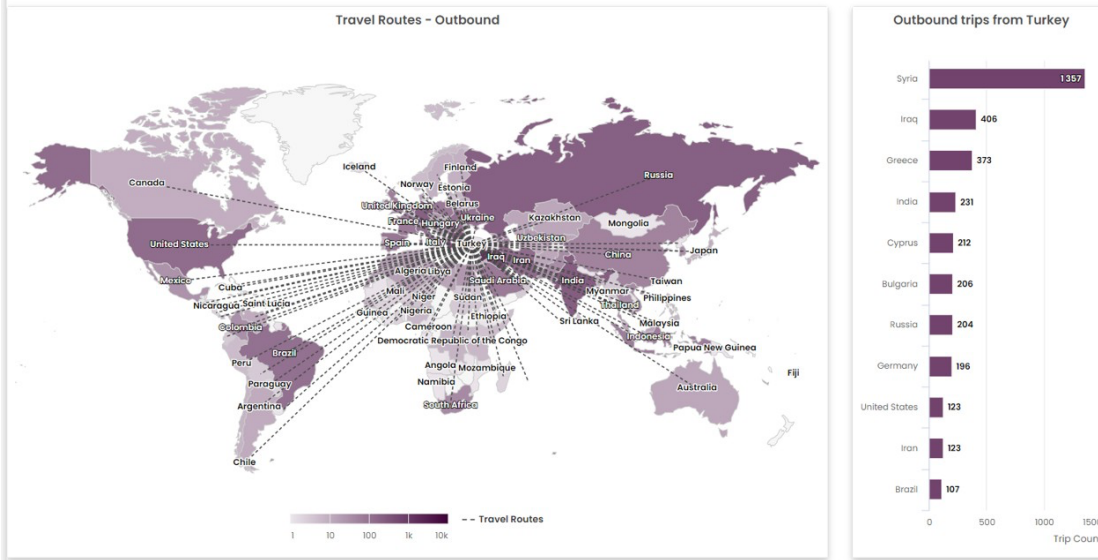 Travel Routes - Outbound
Iceland
Finland
Norway
Estonia
Canada
Russia
United Kingdom
Belarus
France
Hungary
Ukraine
Kazakhstan
Mongolia
United States
Spain
Italy
Turkey
Uzbekistan
Japan
Iraq
Iran
China
Mexico
Cuba
Algeria
Libya
Saudi Arabia
India
Taiwan
Nicaragua
Saint Lucia
Mali
Niger
Sudan
Myanmar
Philippines
Guinea
Nigeria
Ethiopia
Sri Lanka
Thailand
Malaysia
Colombia
Cameroon
Indonesia
Democratic Republic of the Congo
Papua New Guinea
Peru
Brazil
Angola
Mozambique
Fiji
Paraguay
Namibia
Australia
Argentina
South Africa
Chile
1 10 100 1k 10k
Travel Routes
Outbound trips from Turkey
Syria 1 357
Iraq 406
Greece 373
India 231
Cyprus 212
Bulgaria 206
Russia 204
Germany 196
United States 123
Iran 123
Brazil 107
0 500 1000